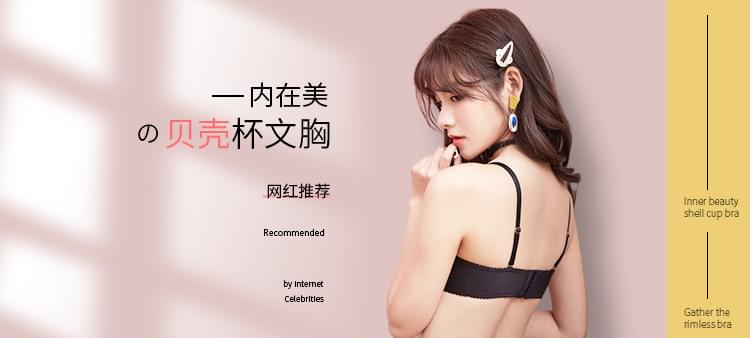 一内在美
の贝壳杯文胸
网红推荐
Recommended
by Internet
Celebrities
Inner beauty
shell cup bra
Gather the
rimless bra